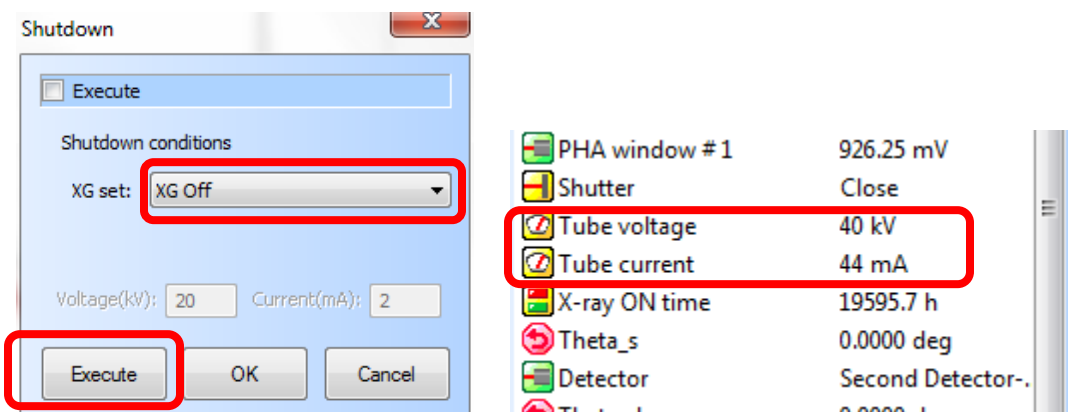 Shutdown
x
Execute
Shutdown conditions
XG set: XG Off
Voltage(kV): 20 Current(mA): 2
Execute OK Cancel
PHA window #1 926.25 mV
Shutter Close
Tube voltage 40 kV
Tube current 44 mA
X-ray ON time 19595.7 h
Theta_s 0.0000 deg
Detector Second Detector-.